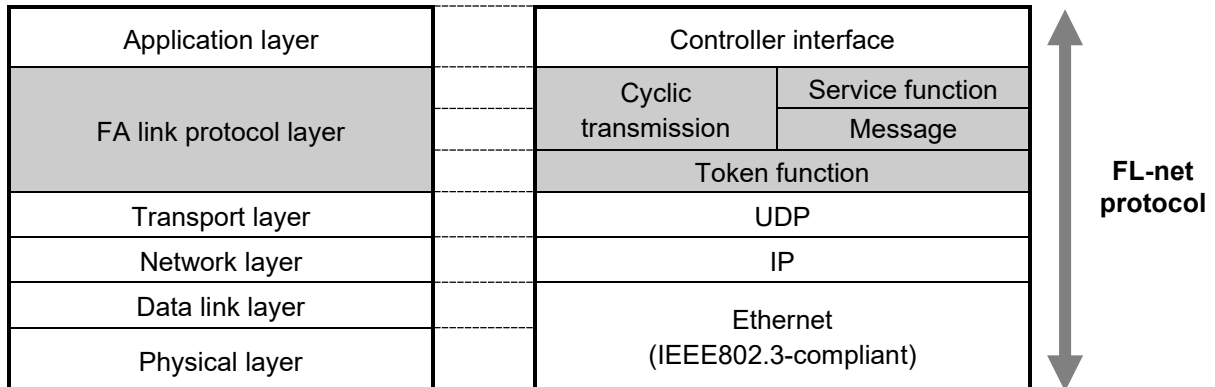 Application layer
Controller interface
FA link protocol layer
Cyclic
transmission
Service function
Message
Token function
Transport layer
UDP
Network layer
IP
Data link layer
Physical layer
Ethernet
(IEEE802.3-compliant)
FL-net
protocol